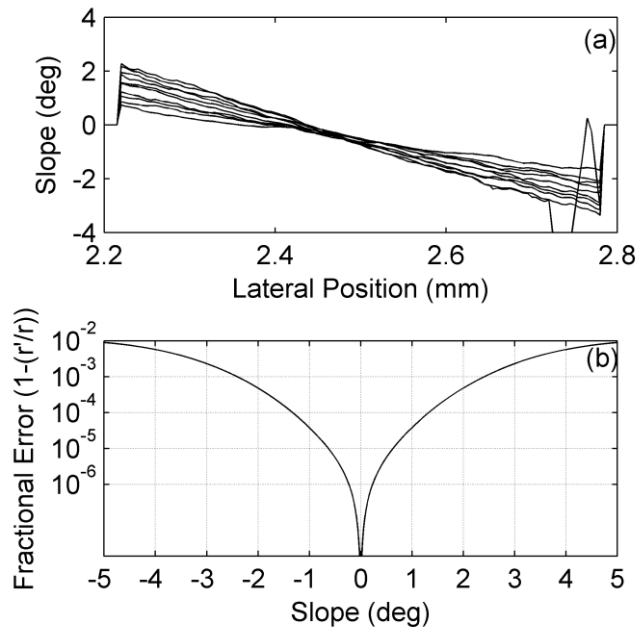 4
(a)
2
0
-2
-4
Slope (deg)
2.2 2.4 2.6 2.8
Lateral Position (mm)
10-2
(b)
10-3
10-4
10-5
10-6
Fractional Error (1-(r'/r))
-5 -4 -3 -2 -1 0 1 2 3 4 5
Slope (deg)